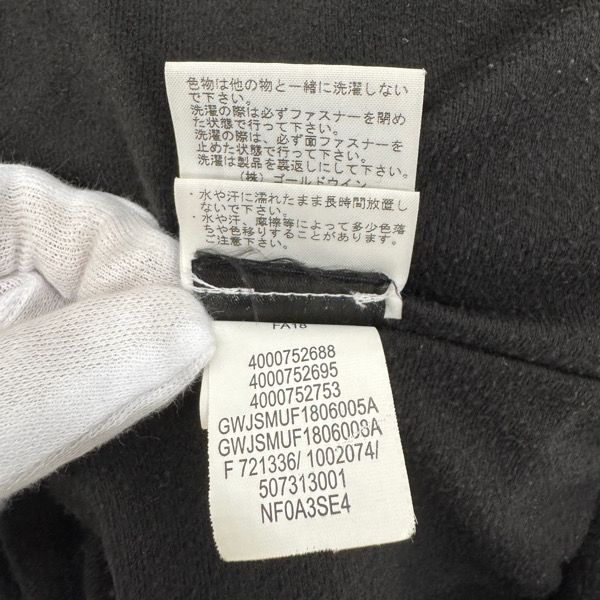 色物は他の物と一緒に洗濯しない
で下さい。
洗濯の際は必ずファスナーを閉め
た状態で行って下さい。
洗濯の際は、必ず面ファスナーを
止めた状態で行って下さい。
洗濯は製品を裏返しにして下さい。
(株)ゴールドウイン
・水や汗に濡れたまま長時間放置し
ないで下さい。
・水や汗、摩擦等によって多少色落
ちや色移りすることがあります。
ご注意下さい。
FA18
4000752688
4000752695
4000752753
GWJSMUF1806005A
GWJSMUF1806008A
F 721336/ 1002074/
507313001
NF0A3SE4